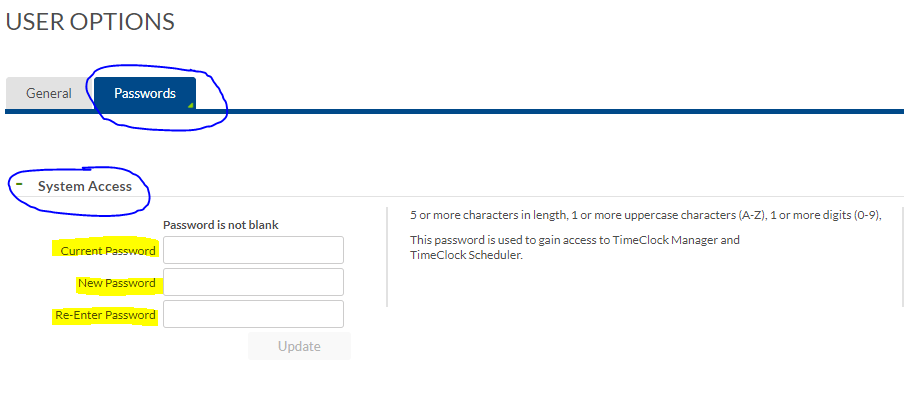 USER OPTIONS
General
Passwords
System Access
Password is not blank
Current Password
New Password
Re-Enter Password
Update
5 or more characters in length, 1 or more uppercase characters (A-Z), 1 or more digits (0-9),
This password is used to gain access to TimeClock Manager and
TimeClock Scheduler.